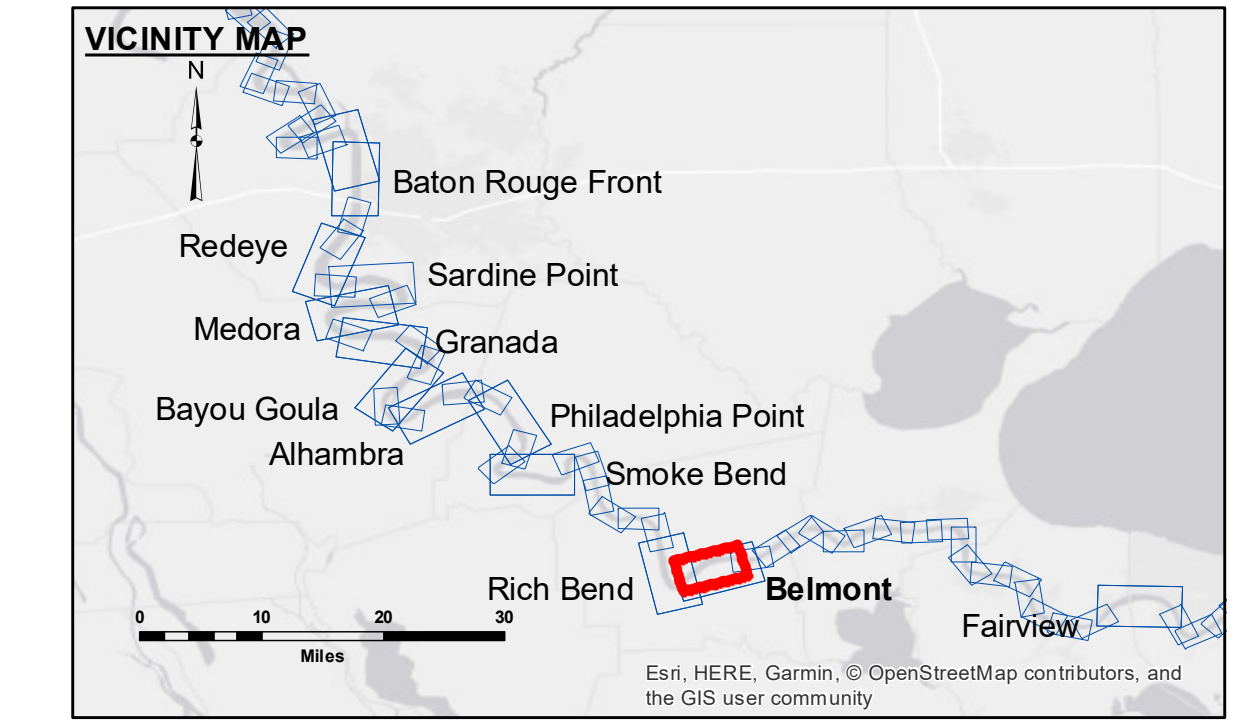 VICINITY MAP
N
Baton Rouge Front
Redeye
Sardine Point
Medora
Granada
Bayou Goula
Philadelphia Point
Alhambra
Smoke Bend
Rich Bend
Belmont
Fairview
0 10 20 30
Miles
Esri, HERE, Garmin, © OpenStreetMap contributors, and
the GIS user community